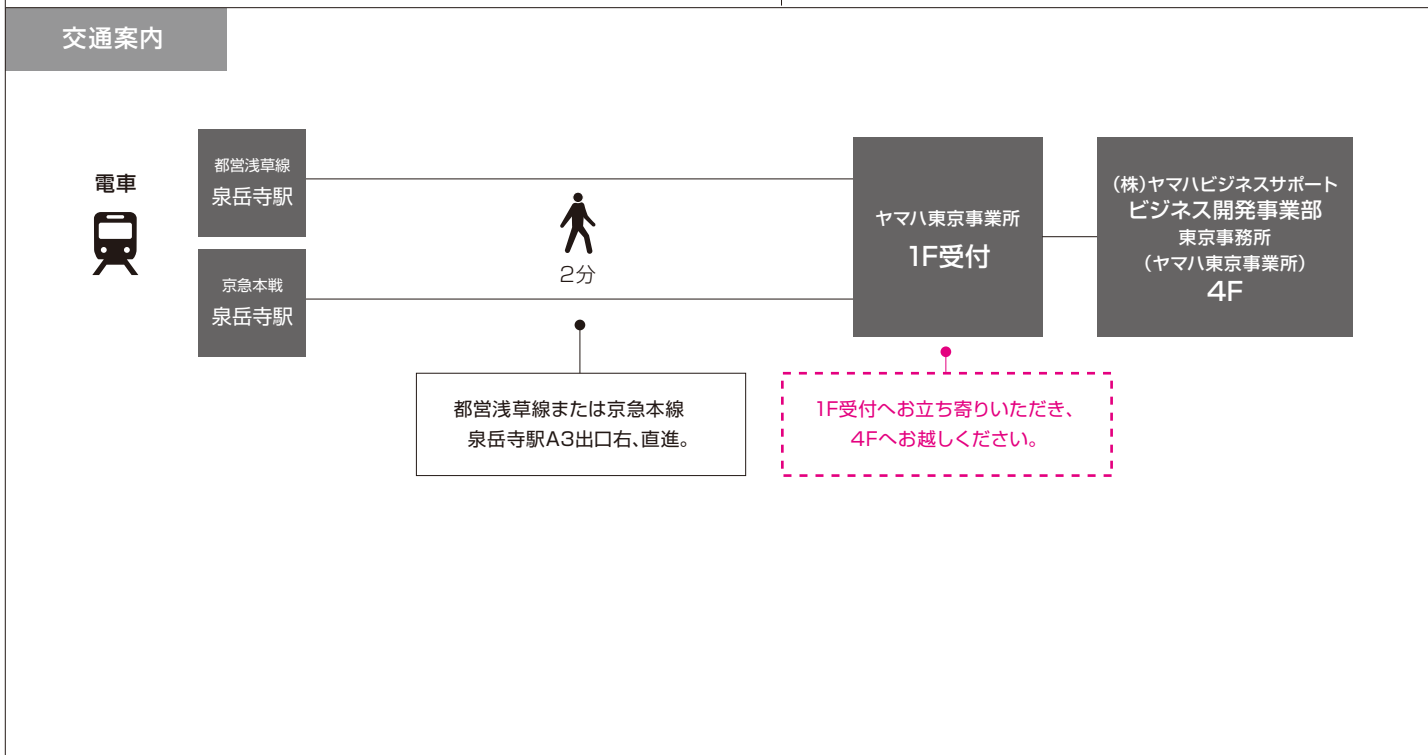 交通案内
電車
都営浅草線
泉岳寺駅
京急本戦
泉岳寺駅
2分
都営浅草線または京急本線
泉岳寺駅A3出口右、直進。
ヤマハ東京事業所
1F受付
1F受付へお立ち寄りいただき、
4Fへお越しください。
(株)ヤマハビジネスサポート
ビジネス開発事業部
東京事務所
(ヤマハ東京事業所)
4F